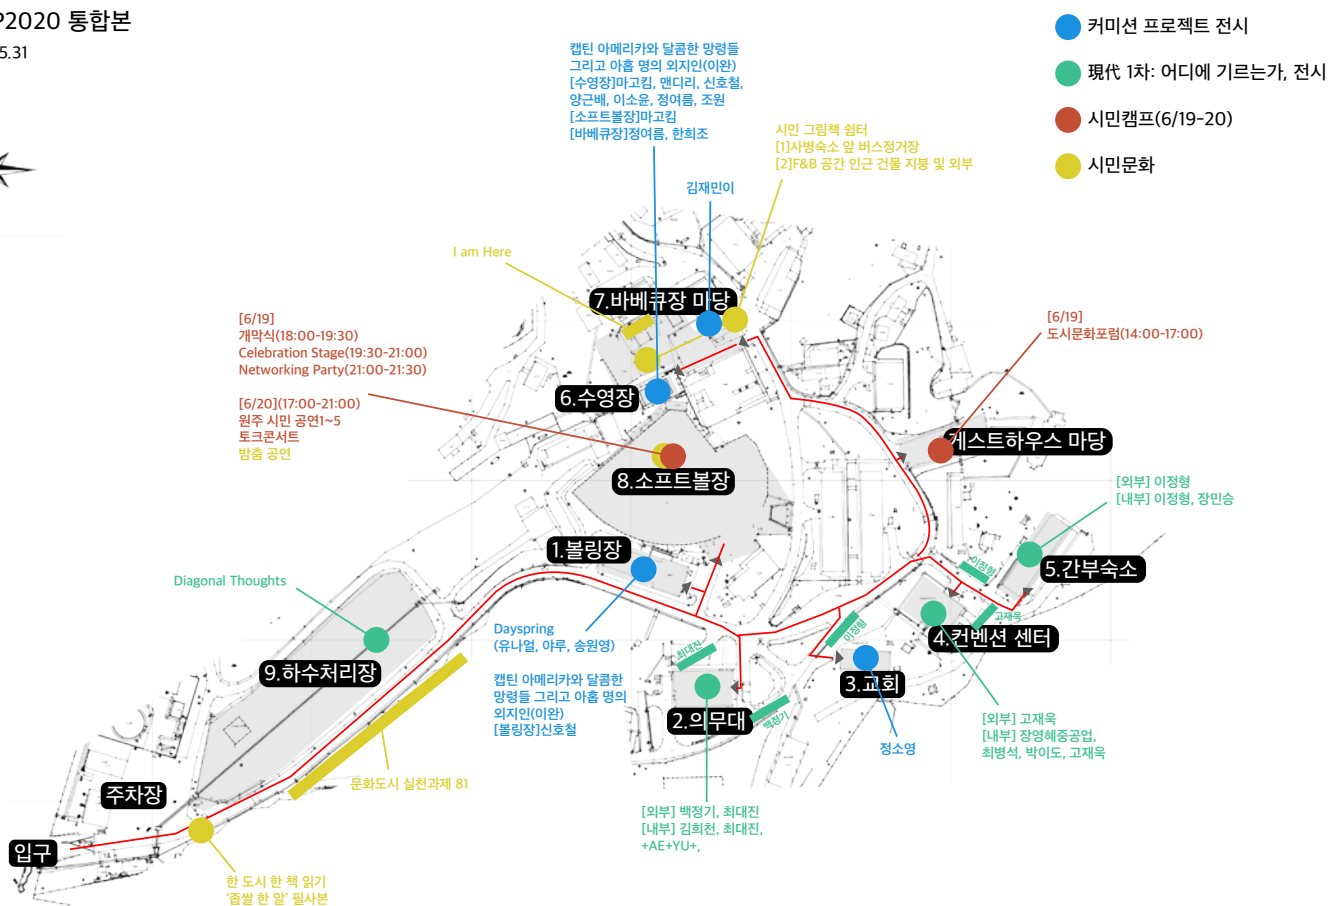 P2020 통합본
5.31
커미션 프로젝트 전시
現代 1차: 어디에 기르는가, 전시
시민캠프(6/19-20)
시민문화
캡틴 아메리카와 달콤한 망령들
그리고 아홉 명의 외지인(이완)
[수영장]마고킴, 맨디리, 신호철,
양근배, 이소윤, 정여름, 조원
[소프트볼장]마고킴
[바베큐장]정여름, 한희조
시민 그림책 쉼터
[1]사병숙소 앞 버스정거장
[2]F&B 공간 인근 건물 지붕 및 외부
김재민이
I am Here
7.바베큐장 마당
[6/19]
개막식(18:00-19:30)
Celebration Stage(19:30-21:00)
Networking Party(21:00-21:30)
[6/20](17:00-21:00)
원주 시민 공연1~5
토크콘서트
밤춤 공연
[6/19]
도시문화포럼(14:00-17:00)
6.수영장
게스트하우스 마당
8.소프트볼장
[외부] 이정형
[내부] 이정형, 장민승
1.볼링장
이정형
5.간부숙소
Diagonal Thoughts
고재욱
Dayspring
(유나얼, 야루, 송원영)
이정형
4.컨벤션 센터
최대진
9.하수처리장
캡틴 아메리카와 달콤한
망령들 그리고 아홉 명의
외지인(이완)
[볼링장]신호철
3.교회
2.의무대
백정기
[외부] 고재욱
[내부] 장영혜중공업,
최병석, 박이도, 고재욱
정소영
문화도시 실천과제 81
주차장
[외부] 백정기, 최대진
[내부] 김희천, 최대진,
+AE+YU+,
입구
한 도시 한 책 읽기
'좁쌀 한 알' 필사본